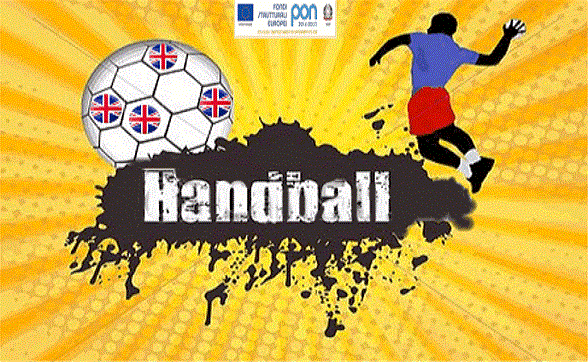 FONDI
STRUTTURALI
EUROPEI
pon
Handball